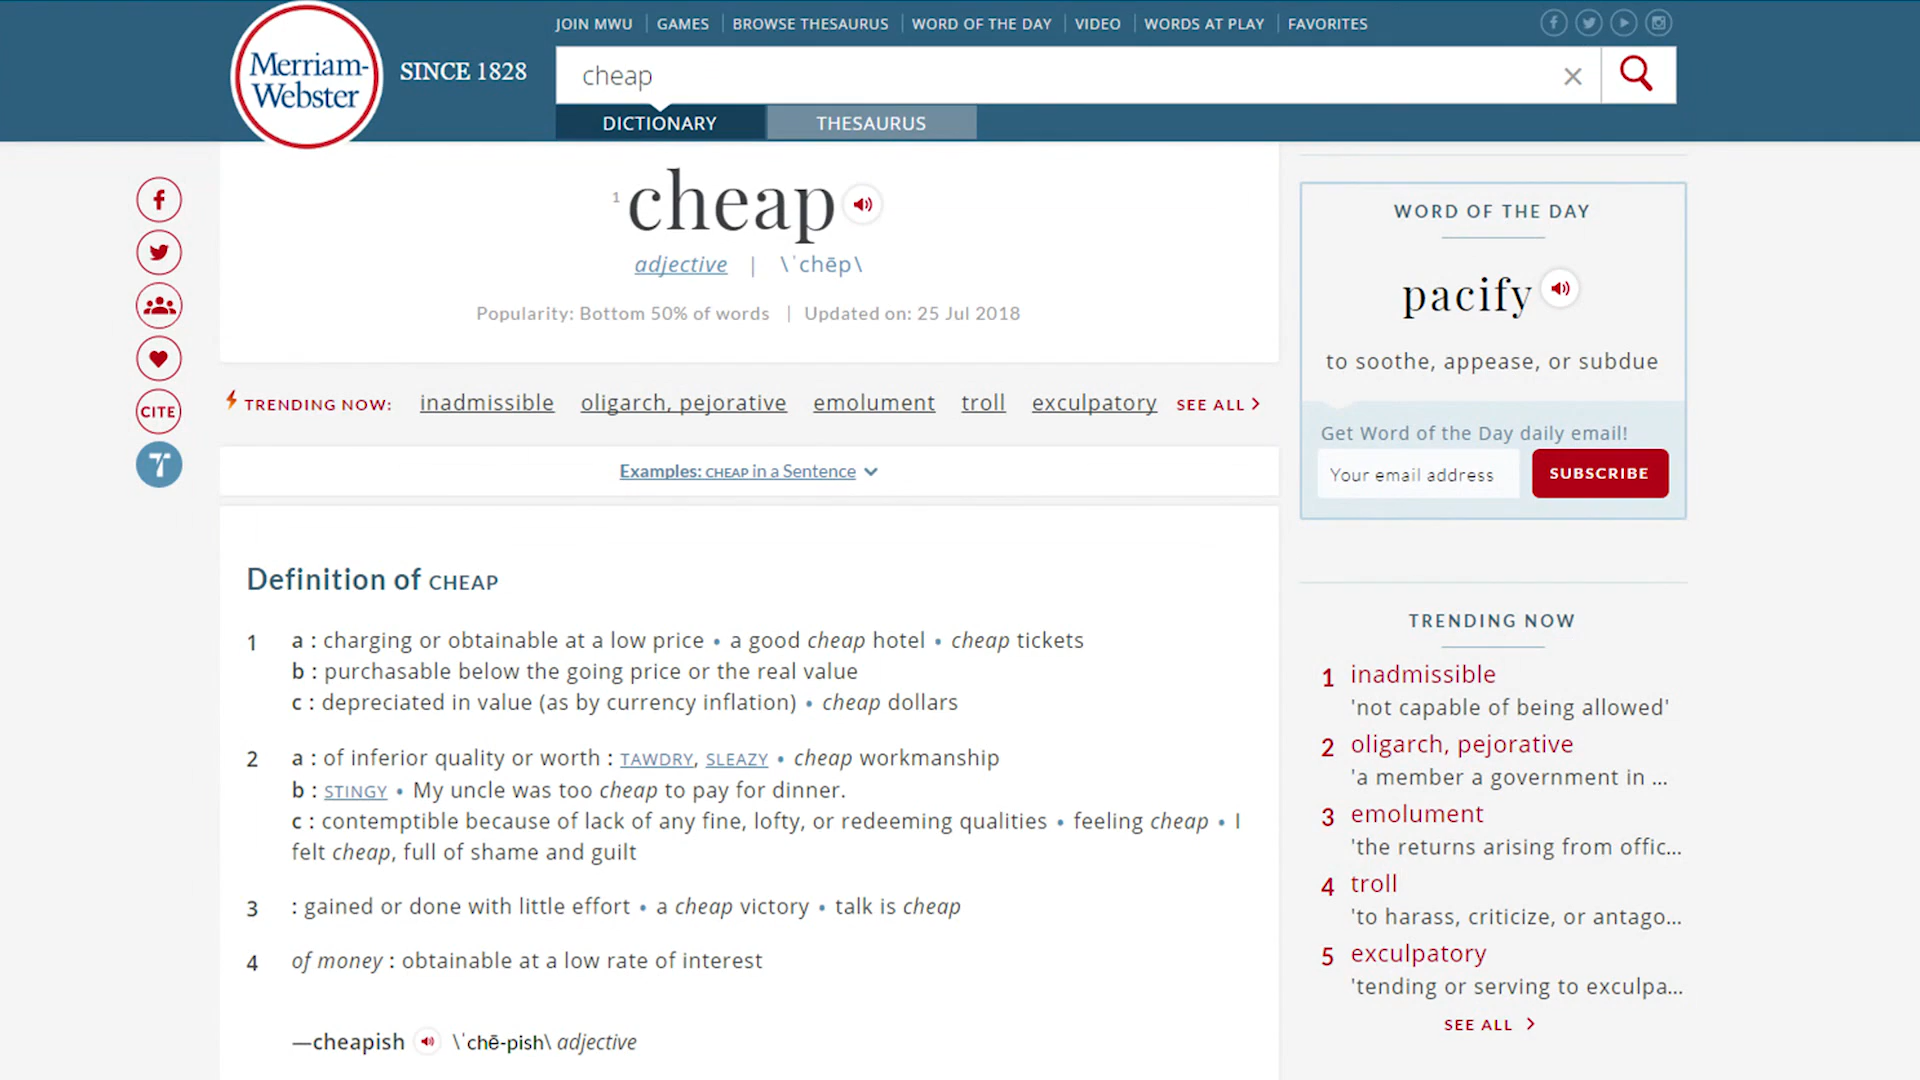 JOIN MWU GAMES BROWSE THESAURUS WORD OF THE DAY VIDEO WORDS AT PLAY FAVORITES
Merriam-
Webster
SINCE 1828
cheap
DICTIONARY THESAURUS
1 cheap
adjective | \ˈchēp\
Popularity: Bottom 50% of words | Updated on: 25 Jul 2018
CITE
TRENDING NOW: inadmissible oligarch, pejorative emolument troll exculpatory SEE ALL >
Examples: CHEAP in a Sentence
Definition of CHEAP
1 a : charging or obtainable at a low price • a good cheap hotel • cheap tickets
b : purchasable below the going price or the real value
c : depreciated in value (as by currency inflation) • cheap dollars
2 a : of inferior quality or worth : TAWDRY, SLEAZY • cheap workmanship
b : STINGY • My uncle was too cheap to pay for dinner.
c : contemptible because of lack of any fine, lofty, or redeeming qualities • feeling cheap • I
felt cheap, full of shame and guilt
3 : gained or done with little effort • a cheap victory • talk is cheap
4 of money : obtainable at a low rate of interest
—cheapish \ˈchē-pish\ adjective
WORD OF THE DAY
pacify
to soothe, appease, or subdue
Get Word of the Day daily email!
Your email address SUBSCRIBE
TRENDING NOW
1 inadmissible
'not capable of being allowed'
2 oligarch, pejorative
'a member a government in ...
3 emolument
'the returns arising from offic...
4 troll
'to harass, criticize, or antago...
5 exculpatory
'tending or serving to exculpa...
SEE ALL >